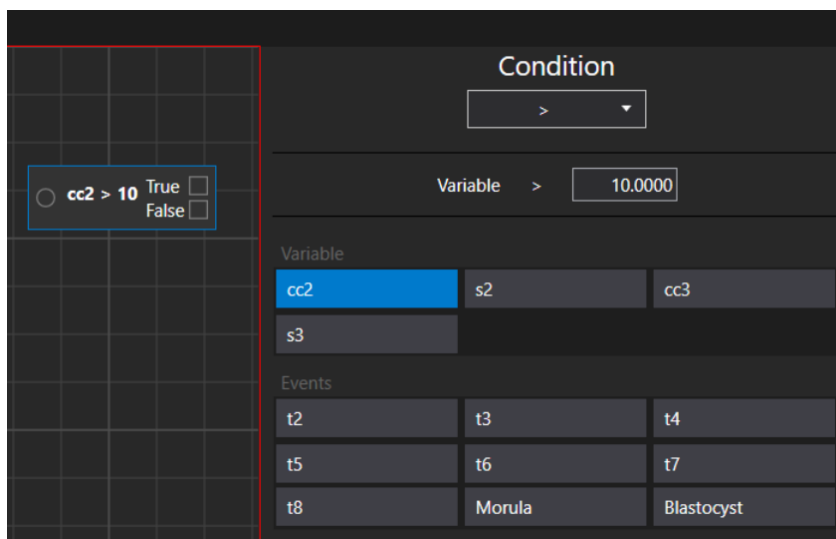 Condition
>
cc2 > 10 True
False
Variable > 10.0000
Variable
cc2 s2 cc3
s3
Events
t2 t3 t4
t5 t6 t7
t8 Morula Blastocyst